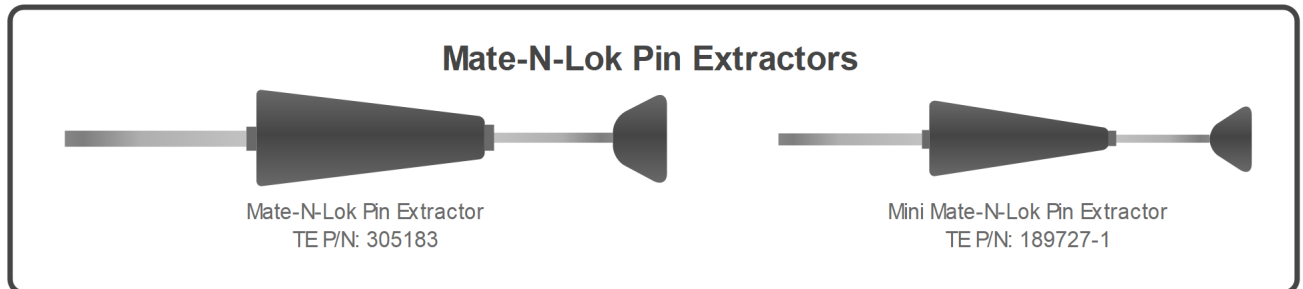 Mate-N-Lok Pin Extractors
Mate-N-Lok Pin Extractor
TE P/N: 305183
Mini Mate-N-Lok Pin Extractor
TE P/N: 189727-1